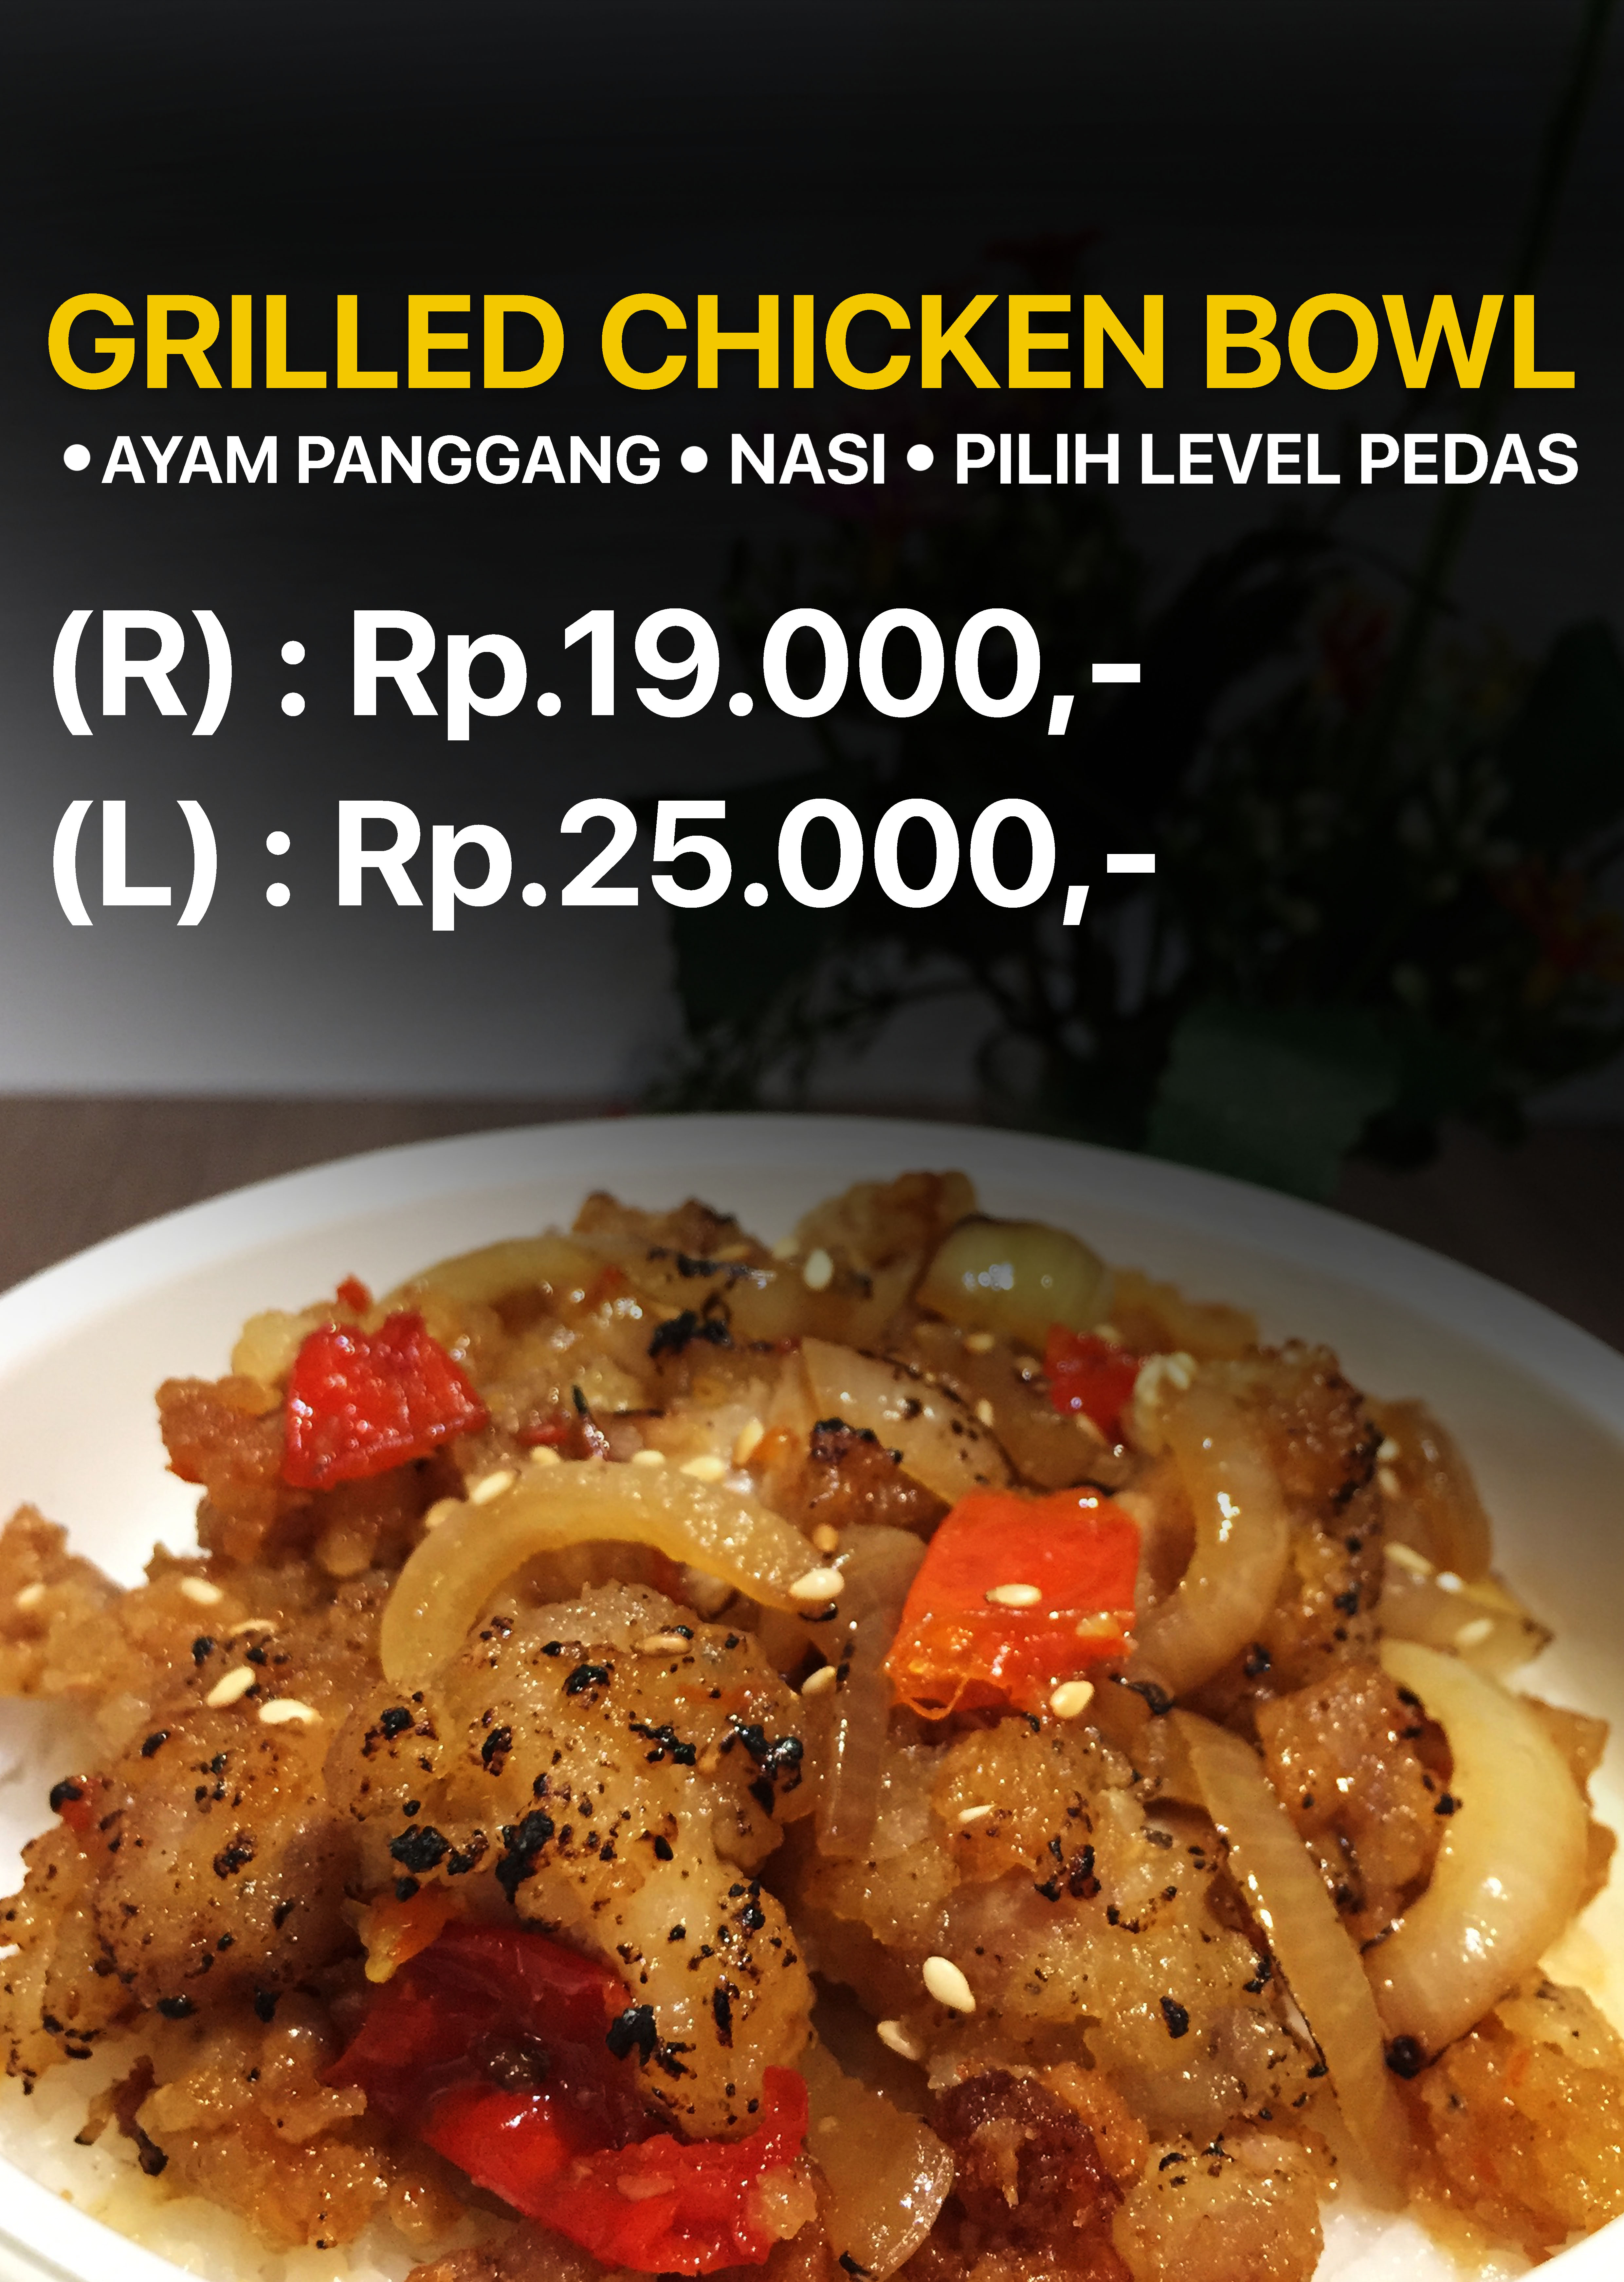 GRILLED CHICKEN BOWL
•AYAM PANGGANG • NASI • PILIH LEVEL PEDAS
(R) : Rp.19.000,-
(L) : Rp.25.000,-